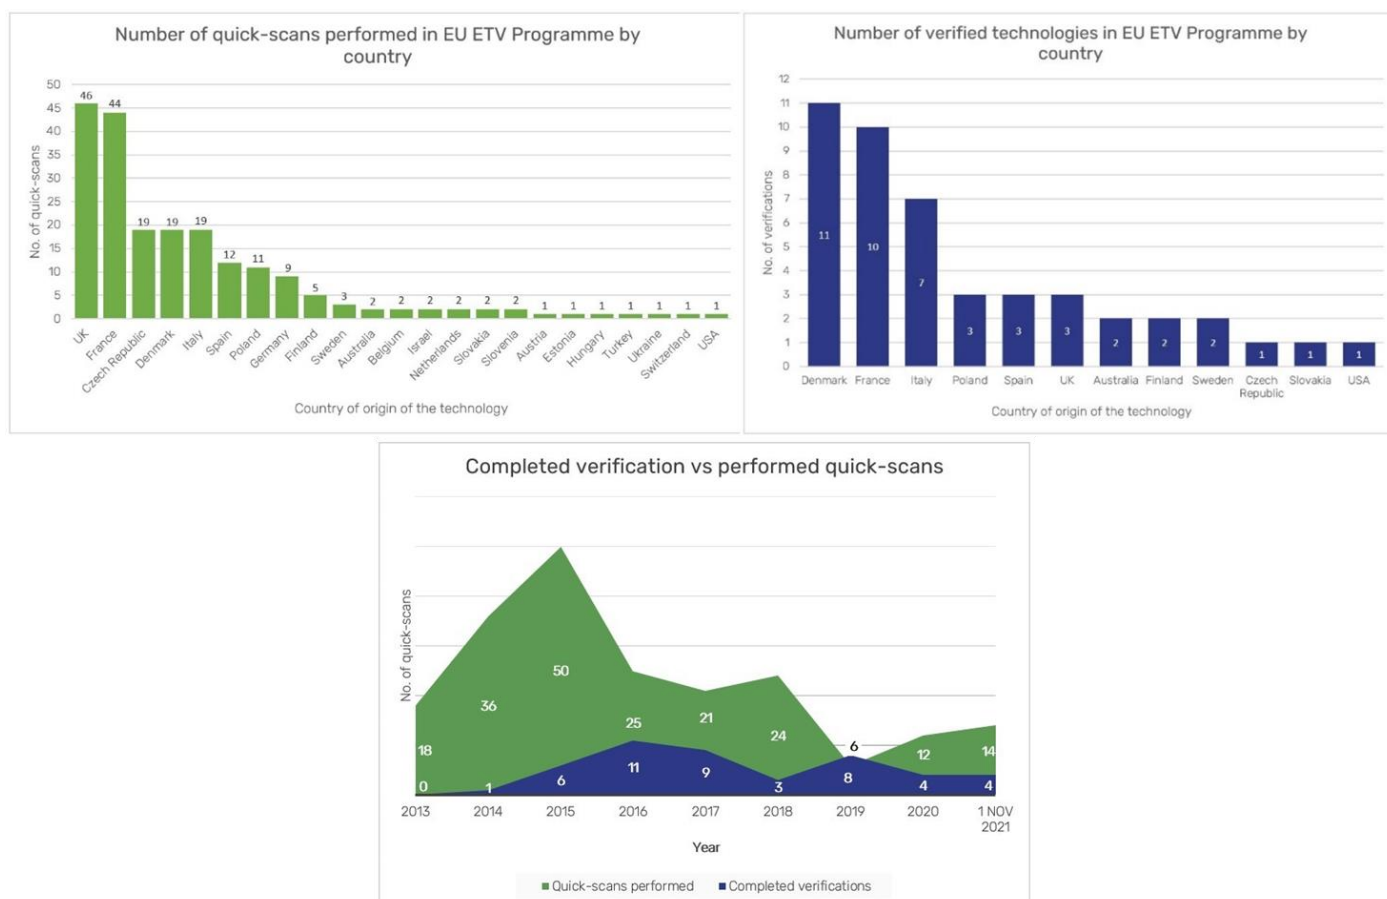 Number of quick-scans performed in EU ETV Programme by
country
No. of quick-scans
50
45
40
35
30
25
20
15
10
5
0
46
44
19
19
19
12
11
9
5
3
2
2
2
2
2
2
1
1
1
1
1
1
1
UK
France
Czech Republic
Denmark
Italy
Spain
Poland
Germany
Finland
Sweden
Australia
Belgium
Israel
Netherlands
Slovakia
Slovenia
Austria
Estonia
Hungary
Turkey
Ukraine
Switzerland
USA
Country of origin of the technology
Number of verified technologies in EU ETV Programme by
country
No. of verifications
12
11
10
9
8
7
6
5
4
3
2
1
0
11
10
7
3
3
3
2
2
2
1
1
1
Denmark
France
Italy
Poland
Spain
UK
Australia
Finland
Sweden
Czech
Republic
Slovakia
USA
Country of origin of the technology
Completed verification vs performed quick-scans
No. of quick-scans
18
36
50
25
21
24
6
12
14
0
1
6
11
9
3
8
4
4
2013
2014
2015
2016
2017
2018
2019
2020
1 NOV
2021
Year
Quick-scans performed
Completed verifications